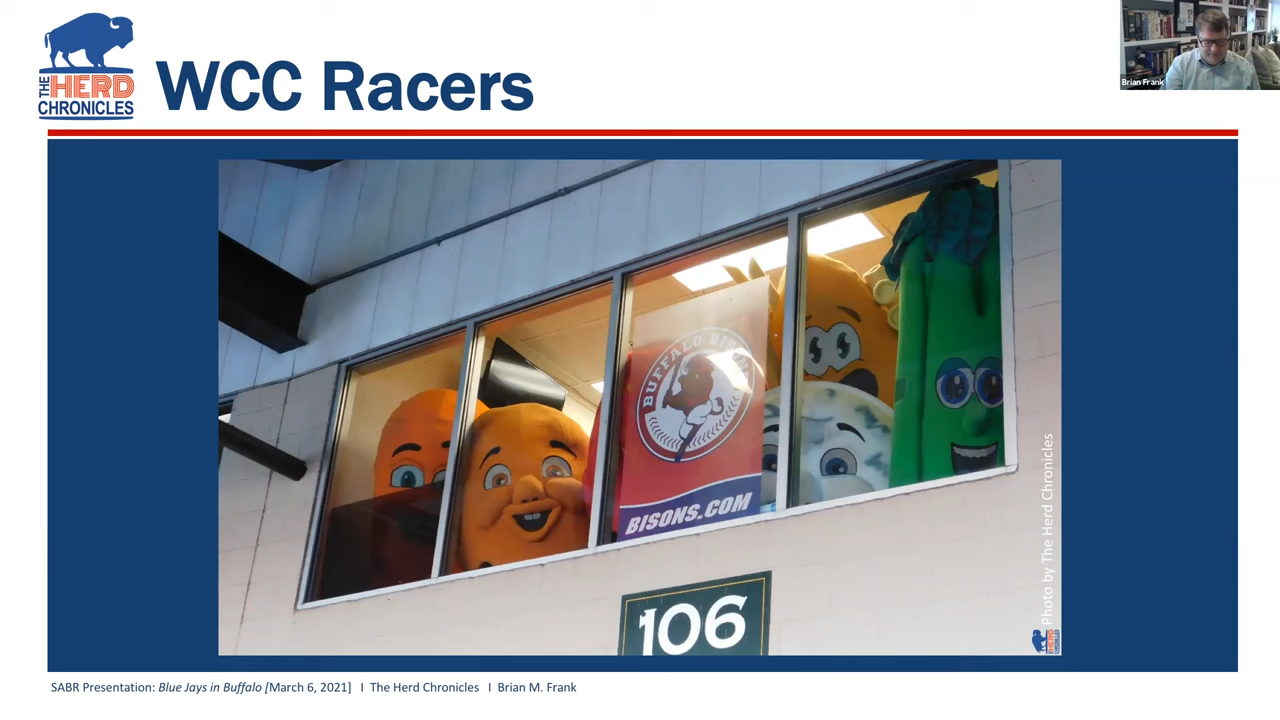 THE HERD
CHRONICLES
WCC Racers
Brian Frank
BUFFALO BISONS
BISONS.COM
106
Photo by The Herd Chronicles
SABR Presentation: Blue Jays in Buffalo [March 6, 2021] I The Herd Chronicles I Brian M. Frank